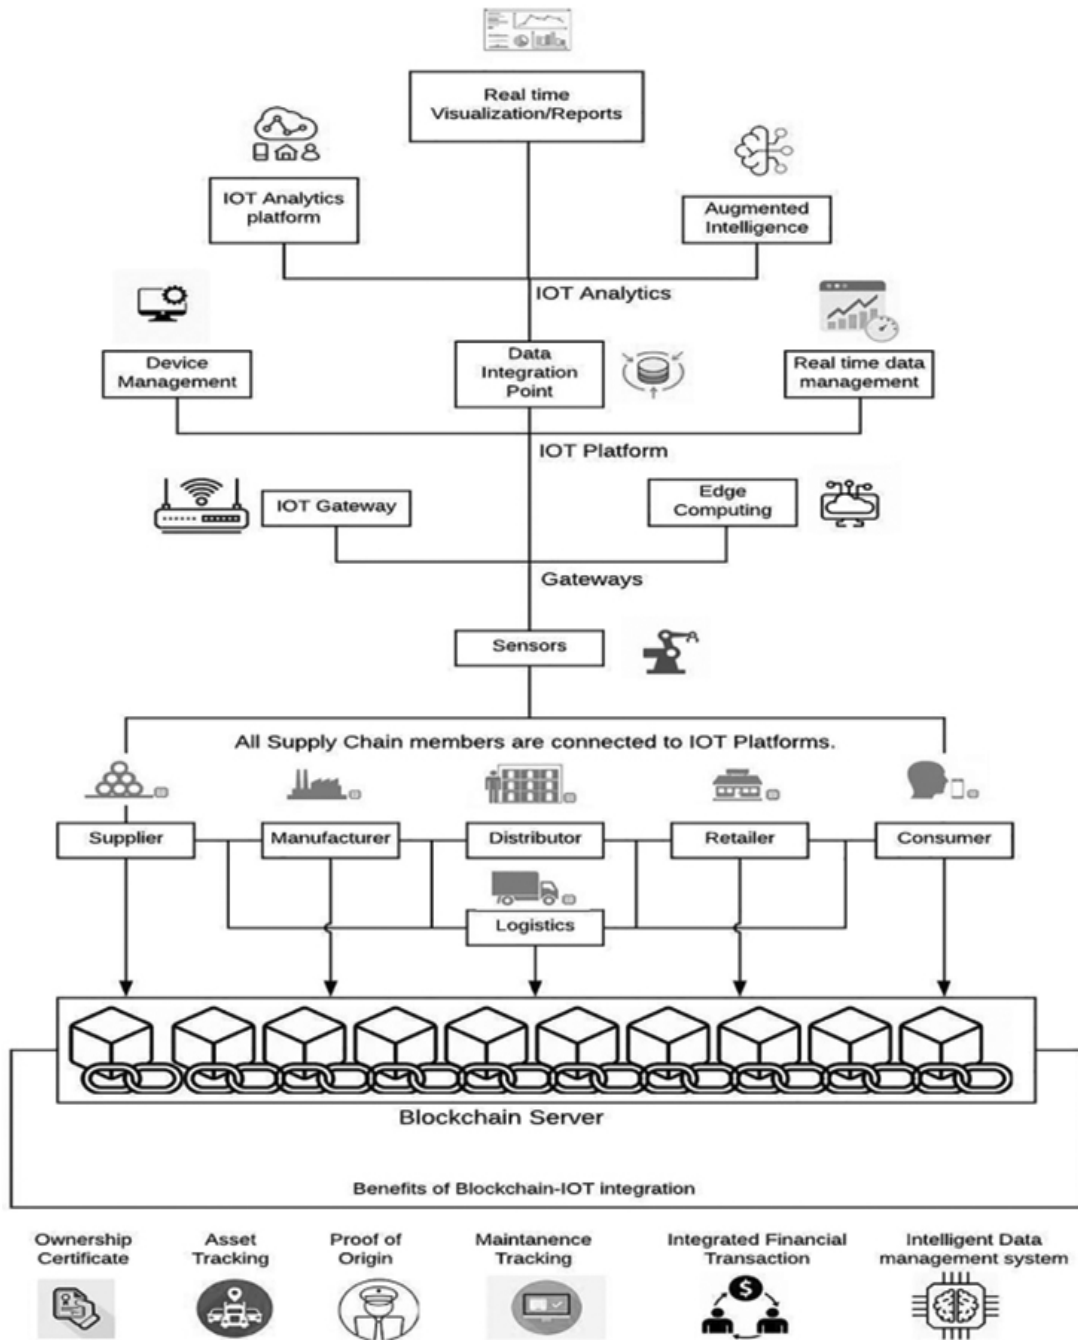 Real time
Visualization/Reports
IOT Analytics
platform
Augmented
Intelligence
IOT Analytics
Device
Management
Data
Integration
Point
Real time data
management
IOT Platform
IOT Gateway
Edge
Computing
Gateways
Sensors
All Supply Chain members are connected to IOT Platforms.
Supplier
Manufacturer
Distributor
Retailer
Consumer
Logistics
Blockchain Server
Benefits of Blockchain-IOT integration
Ownership
Certificate
Asset
Tracking
Proof of
Origin
Maintanence
Tracking
Integrated Financial
Transaction
Intelligent Data
management system
$